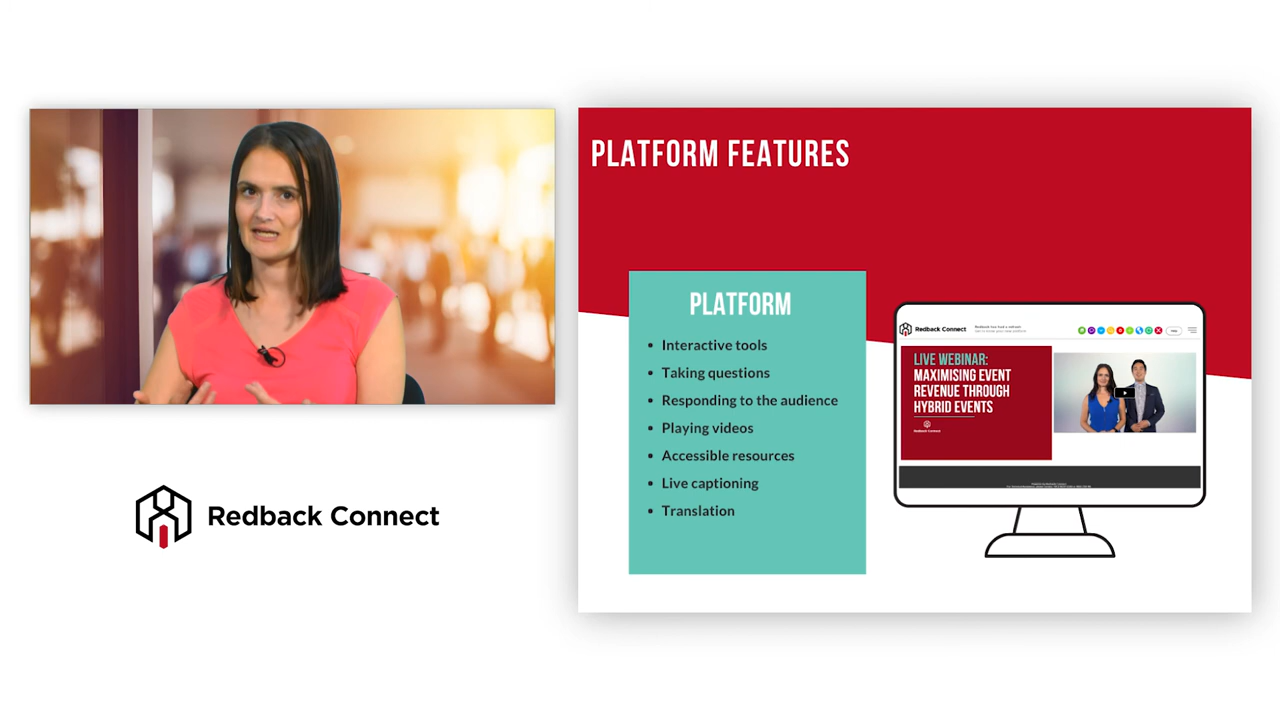 PLATFORM FEATURES
PLATFORM
• Interactive tools
• Taking questions
• Responding to the audience
• Playing videos
• Accessible resources
• Live captioning
• Translation
Redback Connect
LIVE WEBINAR:
MAXIMISING EVENT
REVENUE THROUGH
HYBRID EVENTS
Redback Connect
Redback Connect